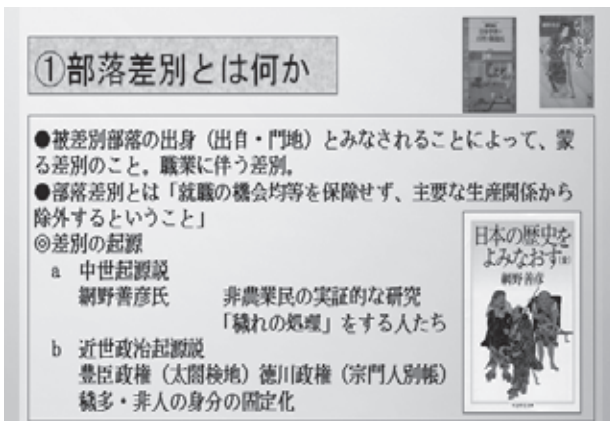 ①部落差別とは何か
●被差別部落の出身（出自・門地）とみなされることによって、蒙
る差別のこと。職業に伴う差別。
●部落差別とは「就職の機会均等を保障せず、主要な生産関係から
除外するということ」
◎差別の起源
a 中世起源説
網野善彦氏 非農業民の実証的な研究
「穢れの処理」をする人たち
b 近世政治起源説
豊臣政権（太閤検地）徳川政権（宗門人別帳）
穢多・非人の身分の固定化
日本の歴史を
よみなおす（全）
網野善彦